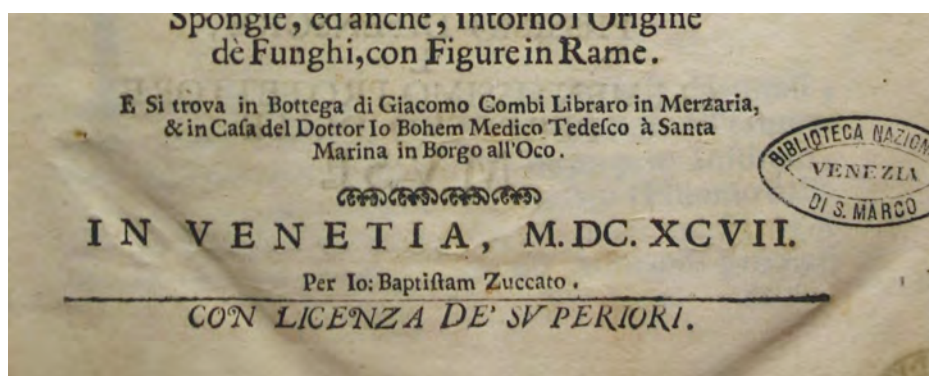 Spongie, ed anche, intorno l'Origine
dè Funghi, con Figure in Rame.
E Si trova in Bottega di Giacomo Combi Libraro in Merzaria,
& in Caſa del Dottor Io Bohem Medico Tedeſco à Santa
Marina in Borgo all'Oco.
IN VENETIA, M.DC.XCVII.
Per Io: Baptiſtam Zuccato.
CON LICENZA DE' SVPERIORI.
BIBLIOTECA NAZION
VENEZIA
DI S. MARCO